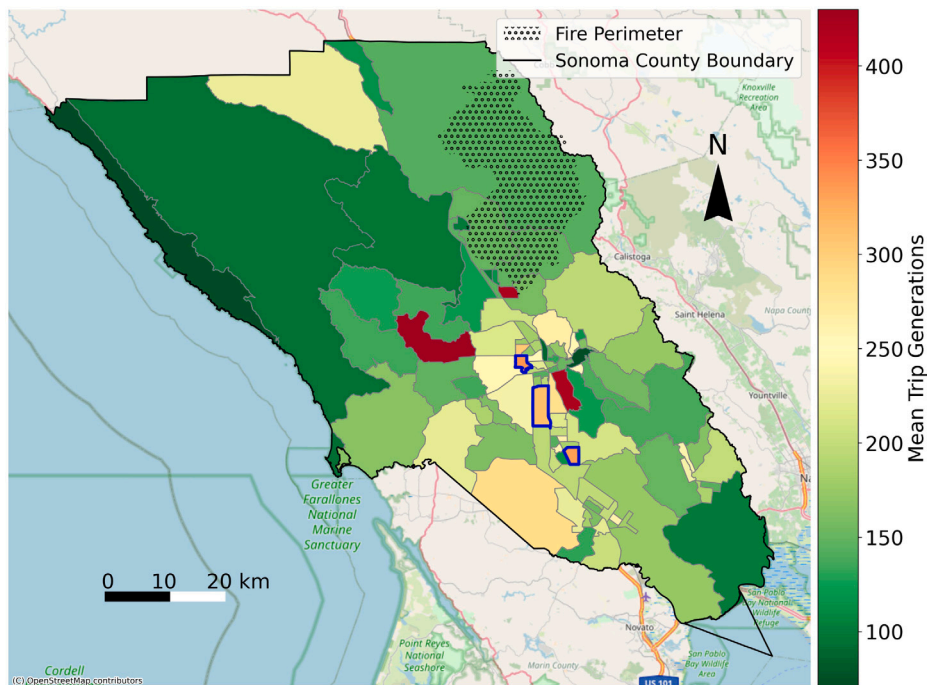 Fire Perimeter
Sonoma County Boundary
Knoxville
Recreation
Area
N
Calistoga
Saint Helena
Napa County
Yountville
Greater
Farallones
National
Marine
Sanctuary
0 10 20 km
Point Reyes
National
Seashore
Marin County
Novato
San Pablo
Bay National
Wildlife
Refuge
San Pablo
Bay Wildlife
Area
US 101
Cordell
(C) OpenStreetMap contributors
400
350
300
250
200
150
100
Mean Trip Generations